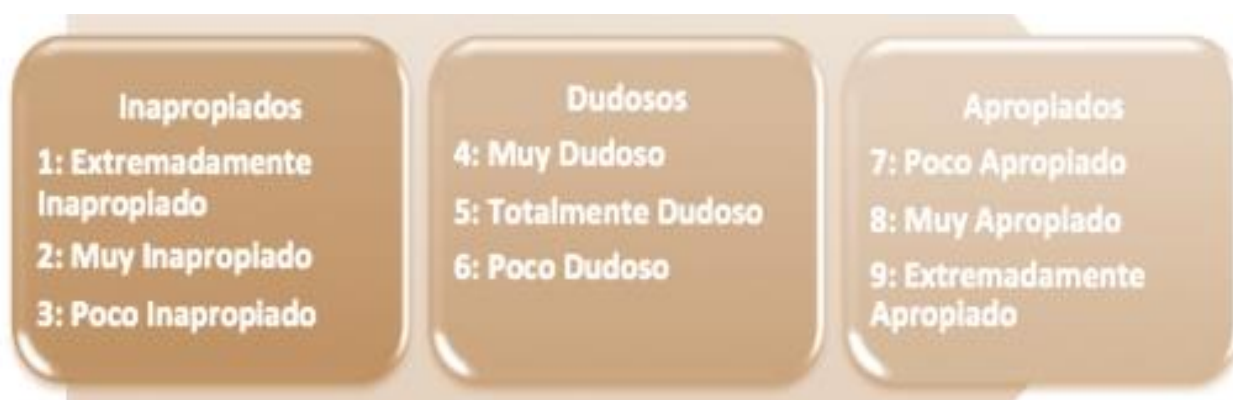 Inapropiados
1: Extremadamente
Inapropiado
2: Muy Inapropiado
3: Poco Inapropiado
Dudosos
4: Muy Dudoso
5: Totalmente Dudoso
6: Poco Dudoso
Apropiados
7: Poco Apropiado
8: Muy Apropiado
9: Extremadamente
Apropiado